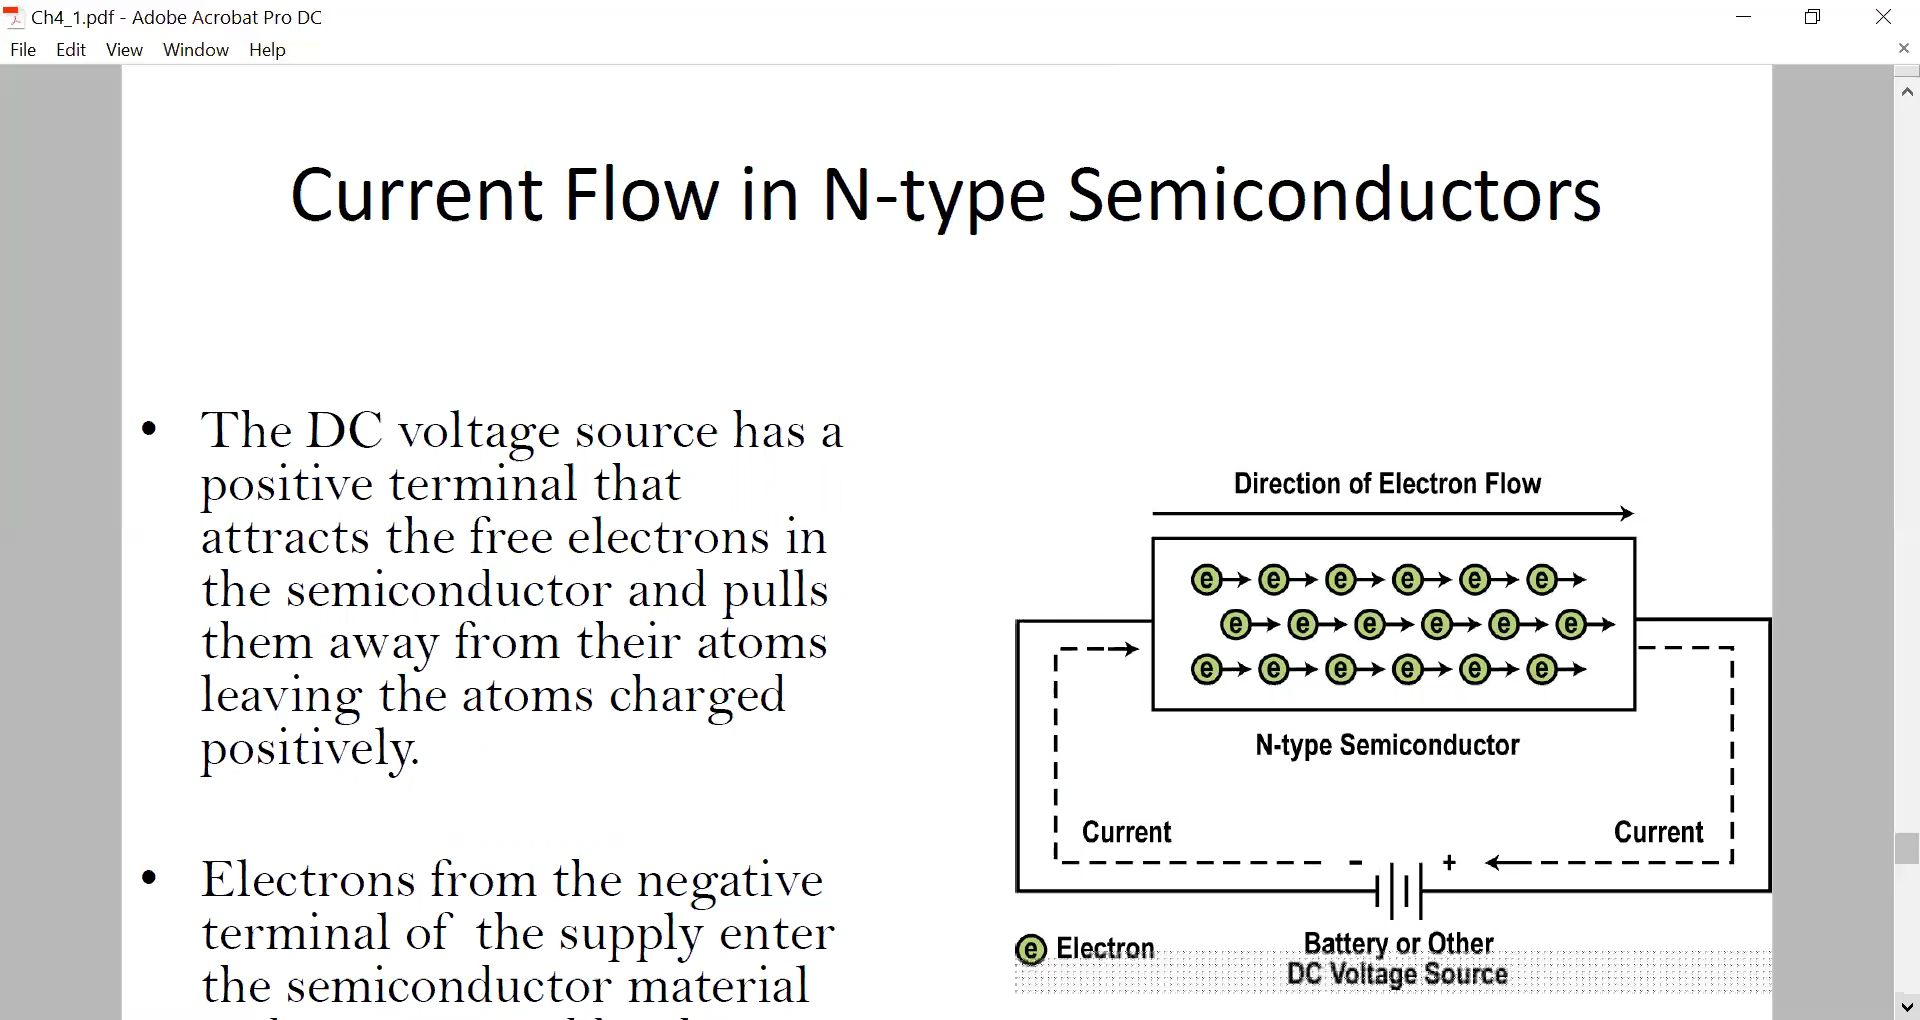 Ch4_1.pdf - Adobe Acrobat Pro DC
File Edit View Window Help
Current Flow in N-type Semiconductors
• The DC voltage source has a
positive terminal that
attracts the free electrons in
the semiconductor and pulls
them away from their atoms
leaving the atoms charged
positively.
• Electrons from the negative
terminal of the supply enter
the semiconductor material
Direction of Electron Flow
e e e e e e
e e e e e e
e e e e e e
N-type Semiconductor
Current
Current
- +
e Electron
Battery or Other
DC Voltage Source